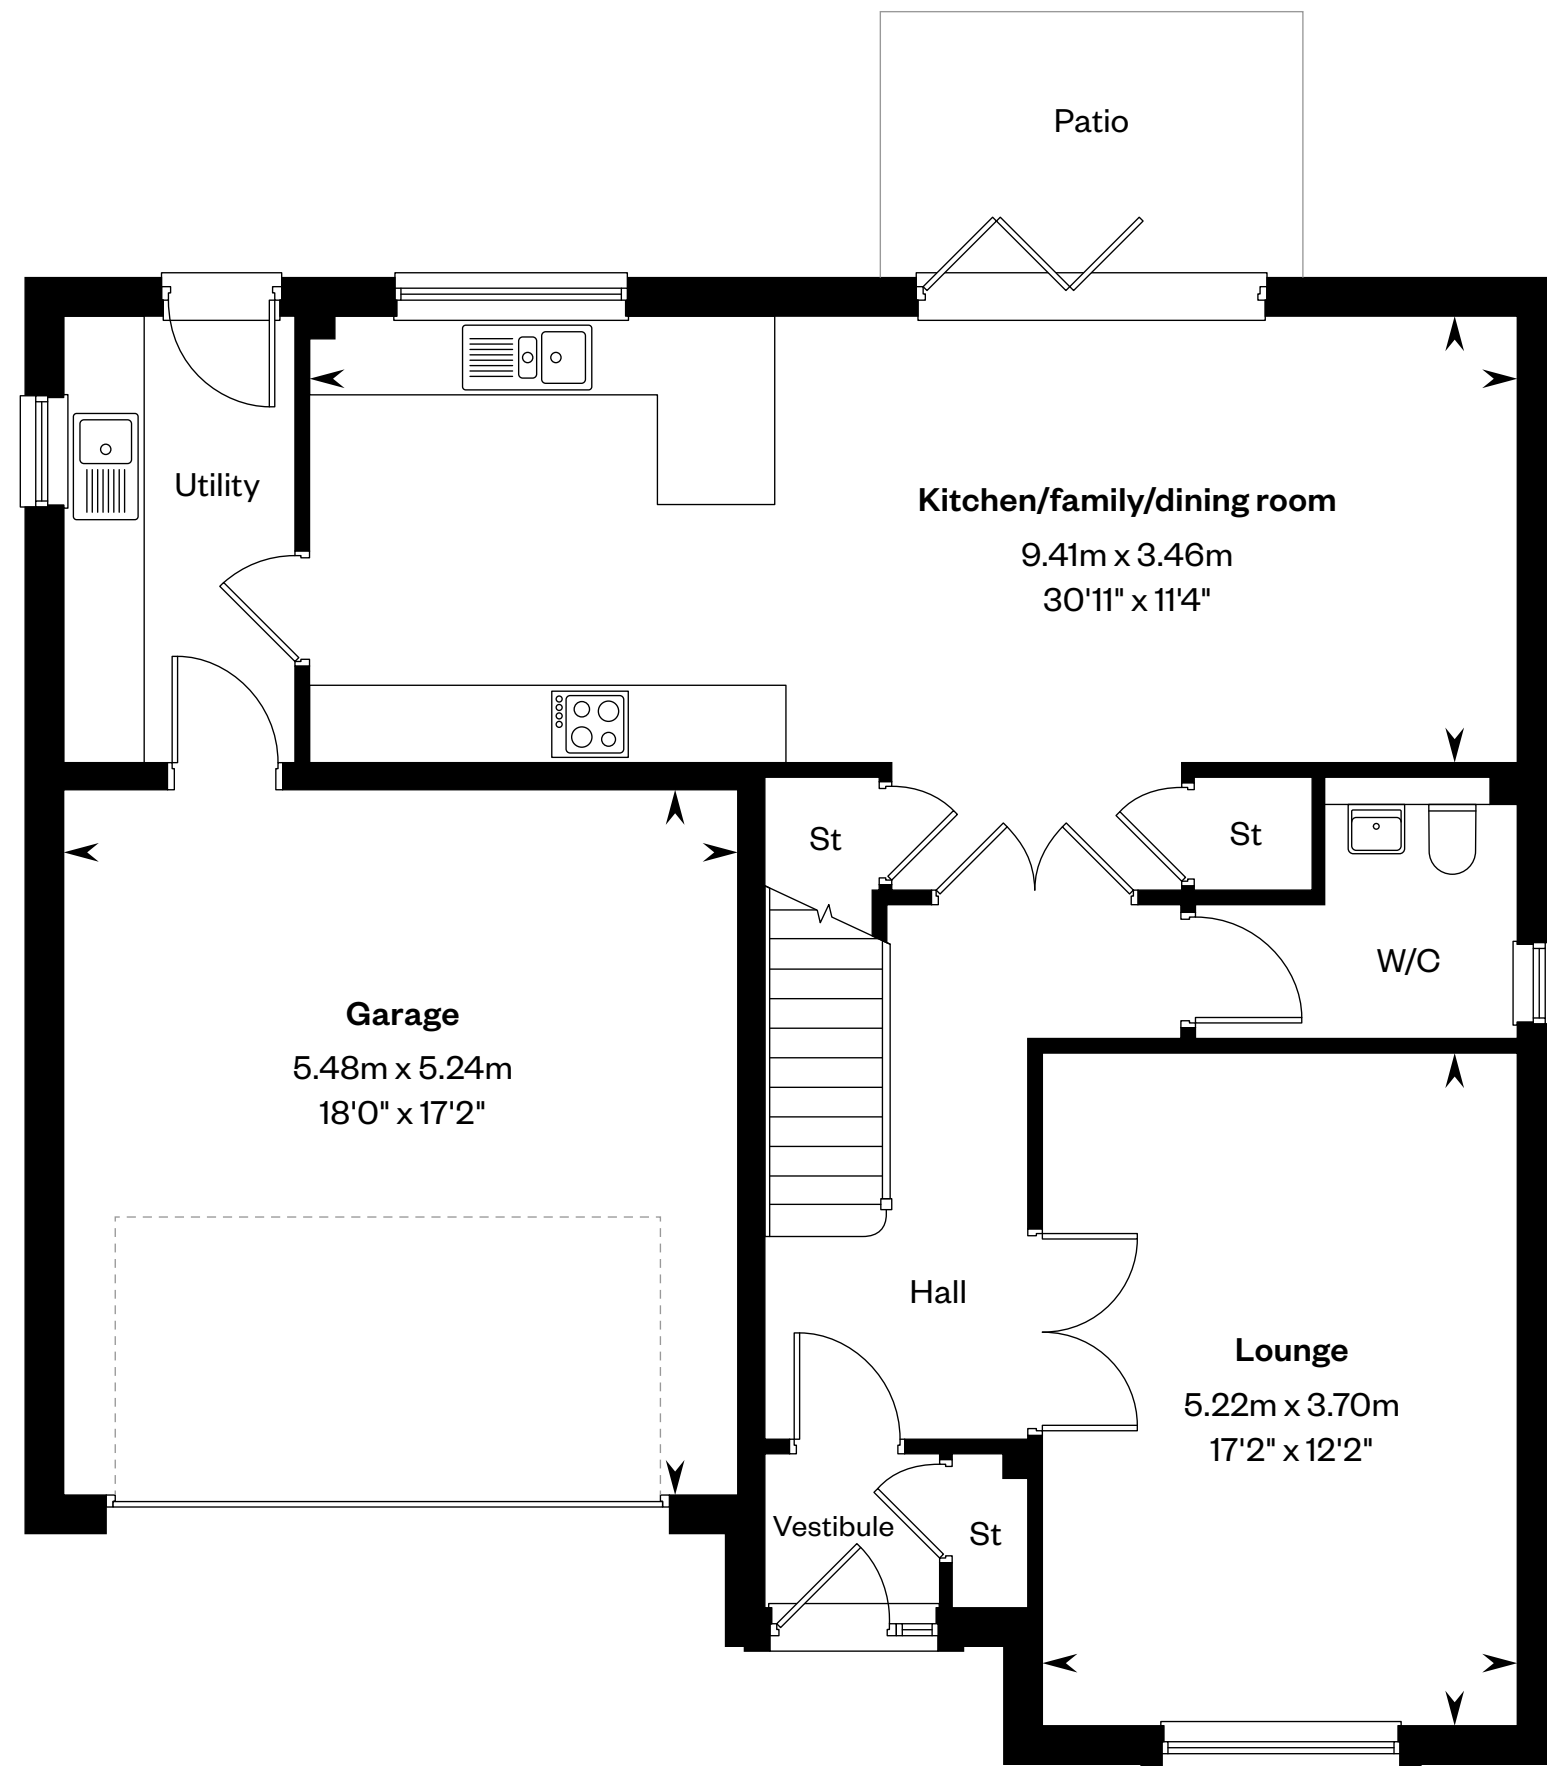 Patio
Utility
Kitchen/family/dining room
9.41m x 3.46m
30'11" x 11'4"
St
St
W/C
Garage
5.48m x 5.24m
18'0" x 17'2"
Hall
Lounge
5.22m x 3.70m
17'2" x 12'2"
Vestibule
St